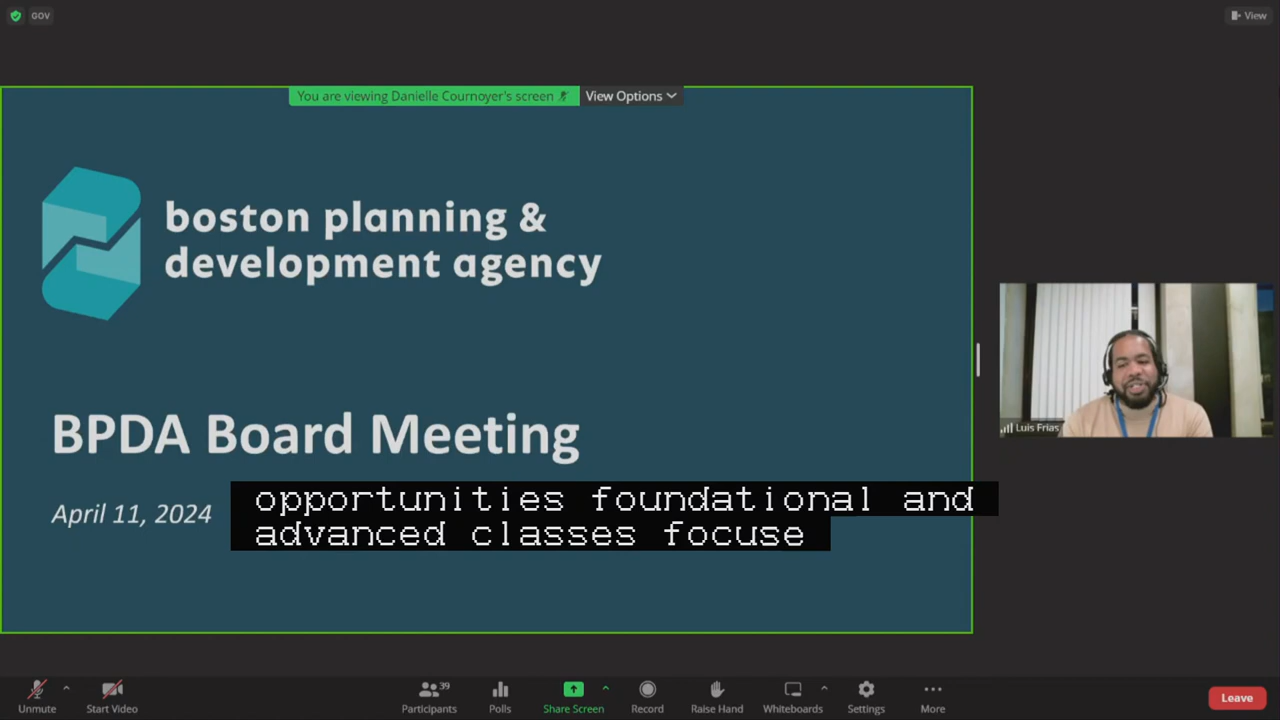 GOV
View
You are viewing Danielle Cournoyer's screen
View Options
boston planning &
development agency
BPDA Board Meeting
April 11, 2024
opportunities foundational and
advanced classes focuse
Luis Frias
Unmute
Start Video
Participants
39
Polls
Share Screen
Record
Raise Hand
Whiteboards
Settings
More
Leave